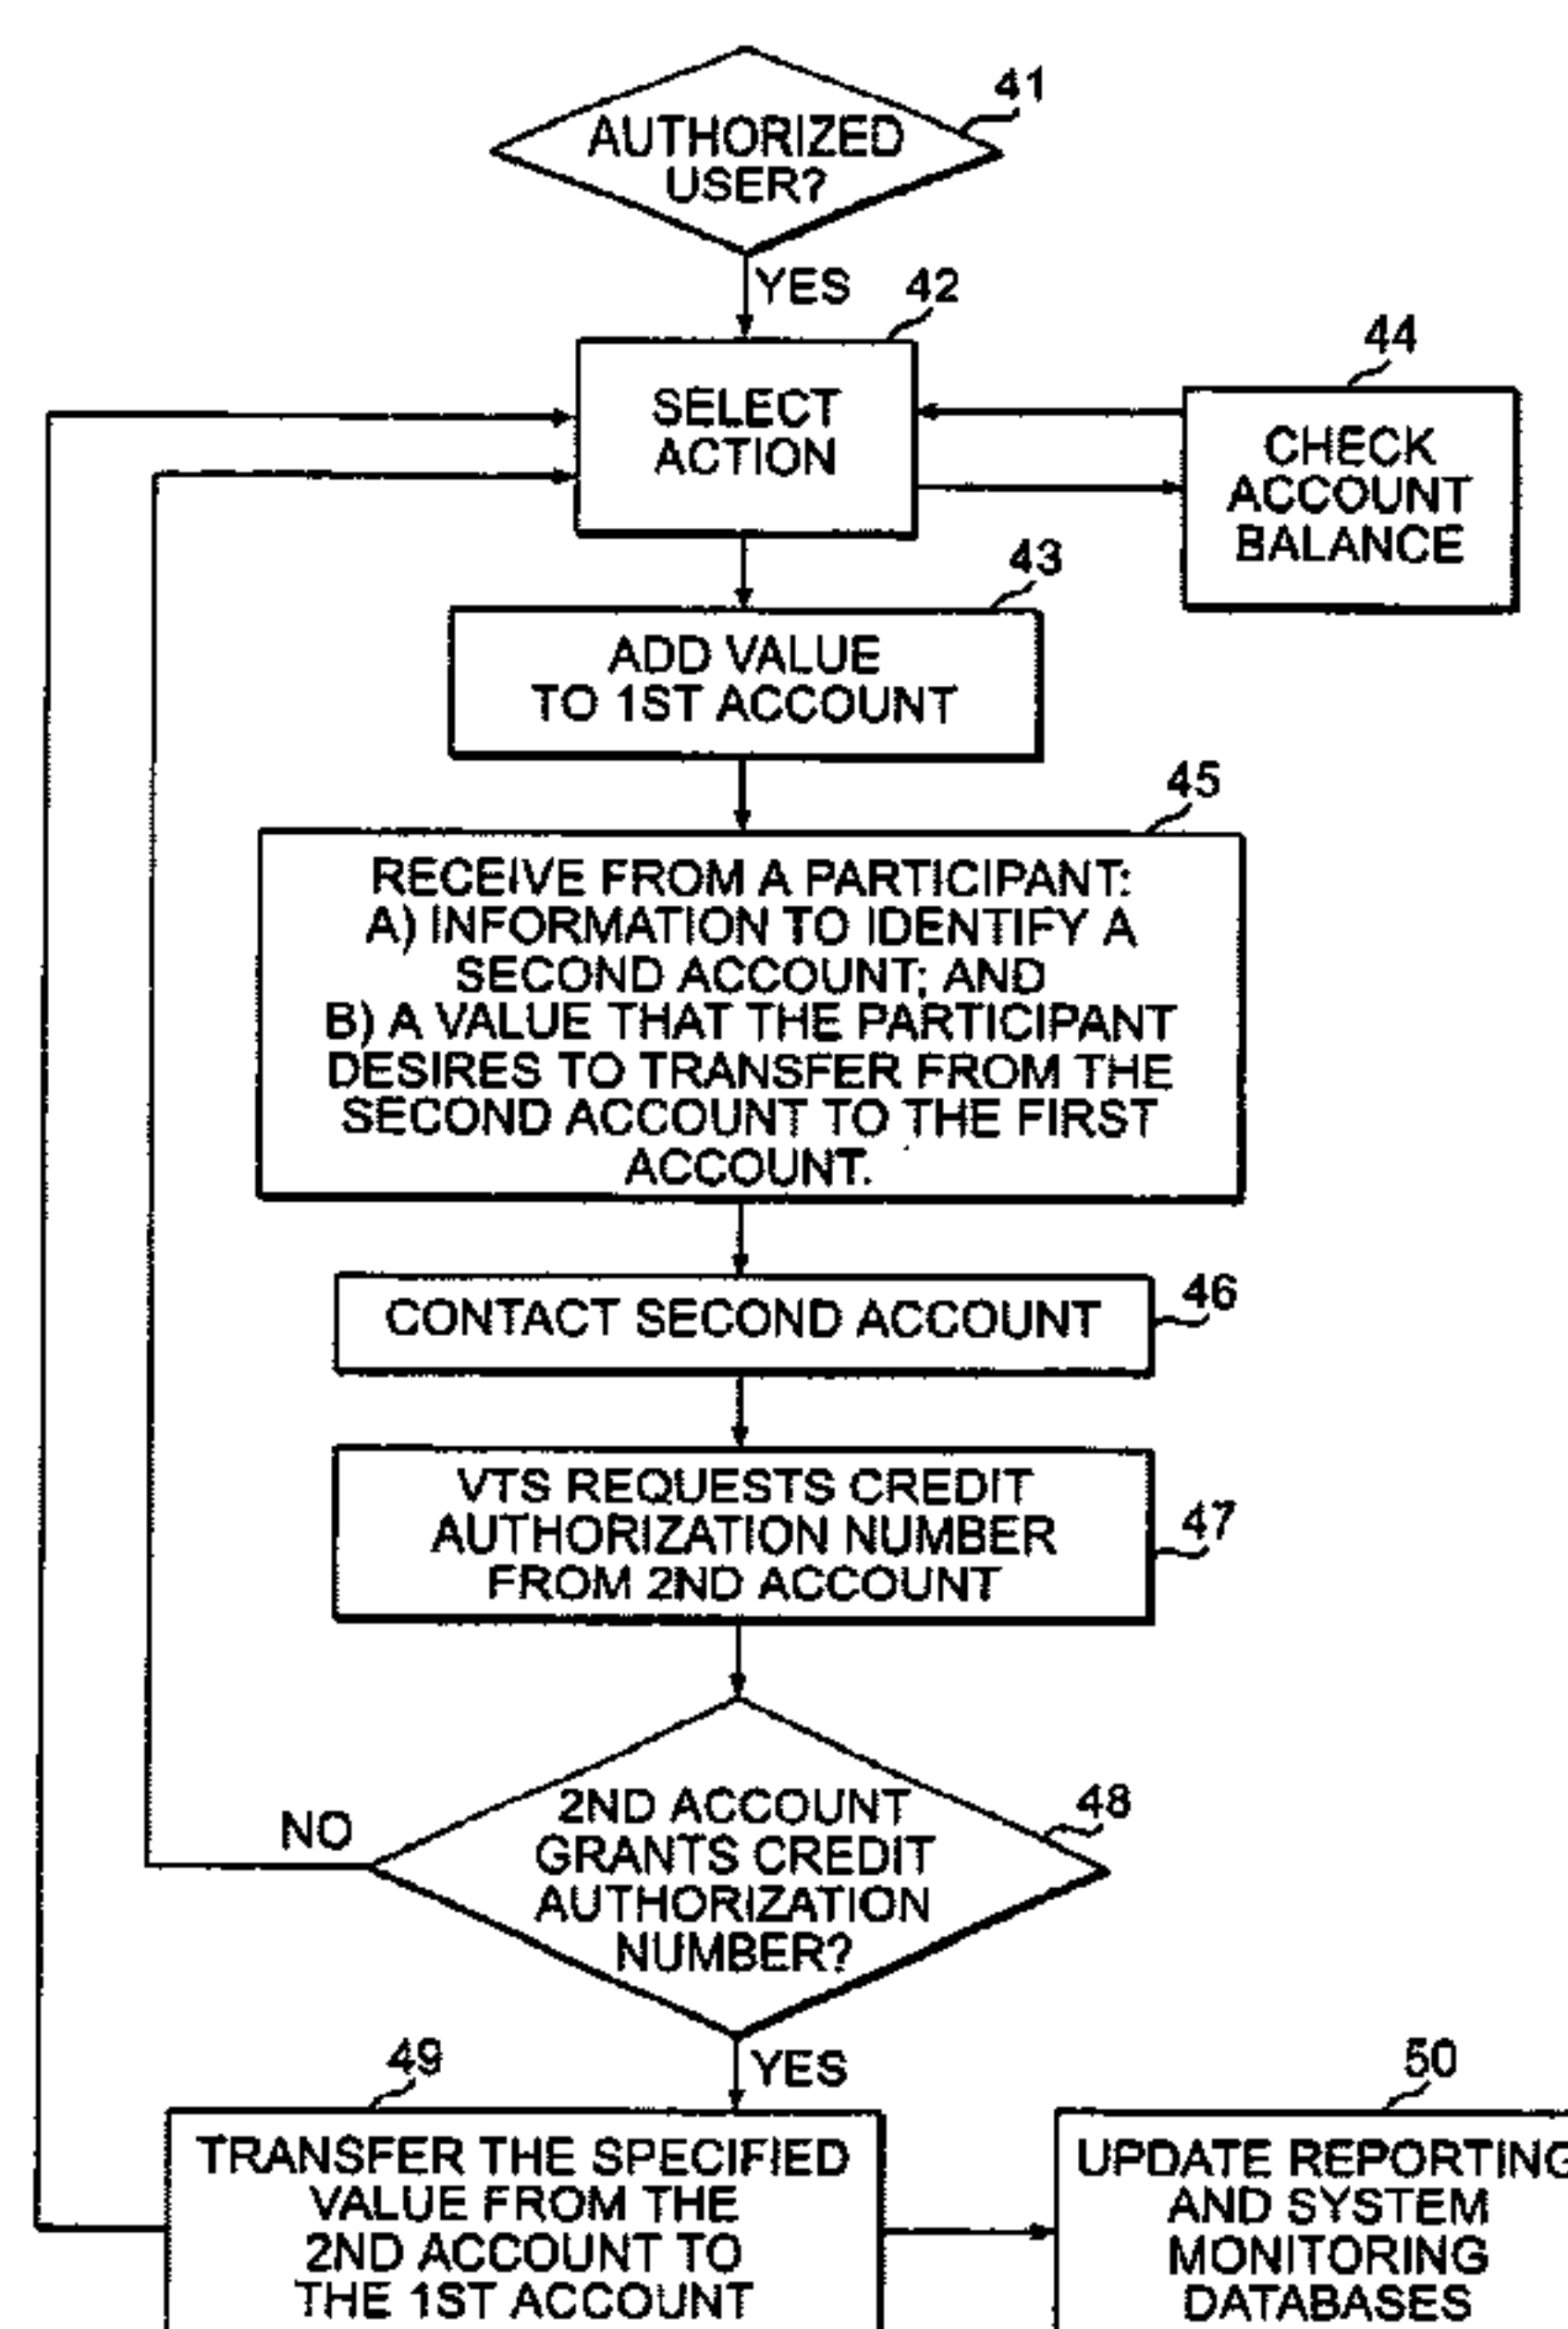 41
AUTHORIZED
USER?
YES
42
SELECT
ACTION
44
CHECK
ACCOUNT
BALANCE
43
ADD VALUE
TO 1ST ACCOUNT
45
RECEIVE FROM A PARTICIPANT:
A) INFORMATION TO IDENTIFY A
SECOND ACCOUNT; AND
B) A VALUE THAT THE PARTICIPANT
DESIRES TO TRANSFER FROM THE
SECOND ACCOUNT TO THE FIRST
ACCOUNT.
CONTACT SECOND ACCOUNT
46
VTS REQUESTS CREDIT
AUTHORIZATION NUMBER
FROM 2ND ACCOUNT
47
2ND ACCOUNT
GRANTS CREDIT
AUTHORIZATION
NUMBER?
48
NO
YES
49
TRANSFER THE SPECIFIED
VALUE FROM THE
2ND ACCOUNT TO
THE 1ST ACCOUNT
50
UPDATE REPORTING
AND SYSTEM
MONITORING
DATABASES